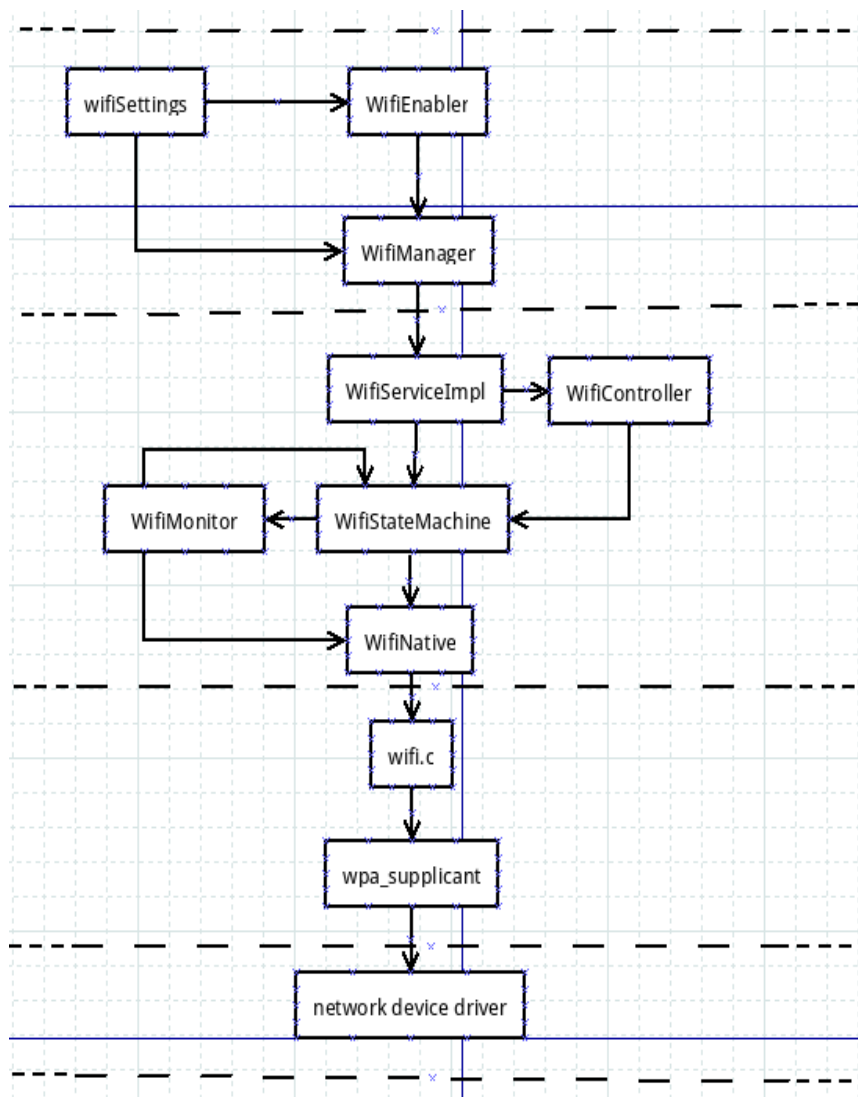 wifiSettings
WifiEnabler
WifiManager
WifiServiceImpl
WifiController
WifiMonitor
WifiStateMachine
WifiNative
wifi.c
wpa_supplicant
network device driver